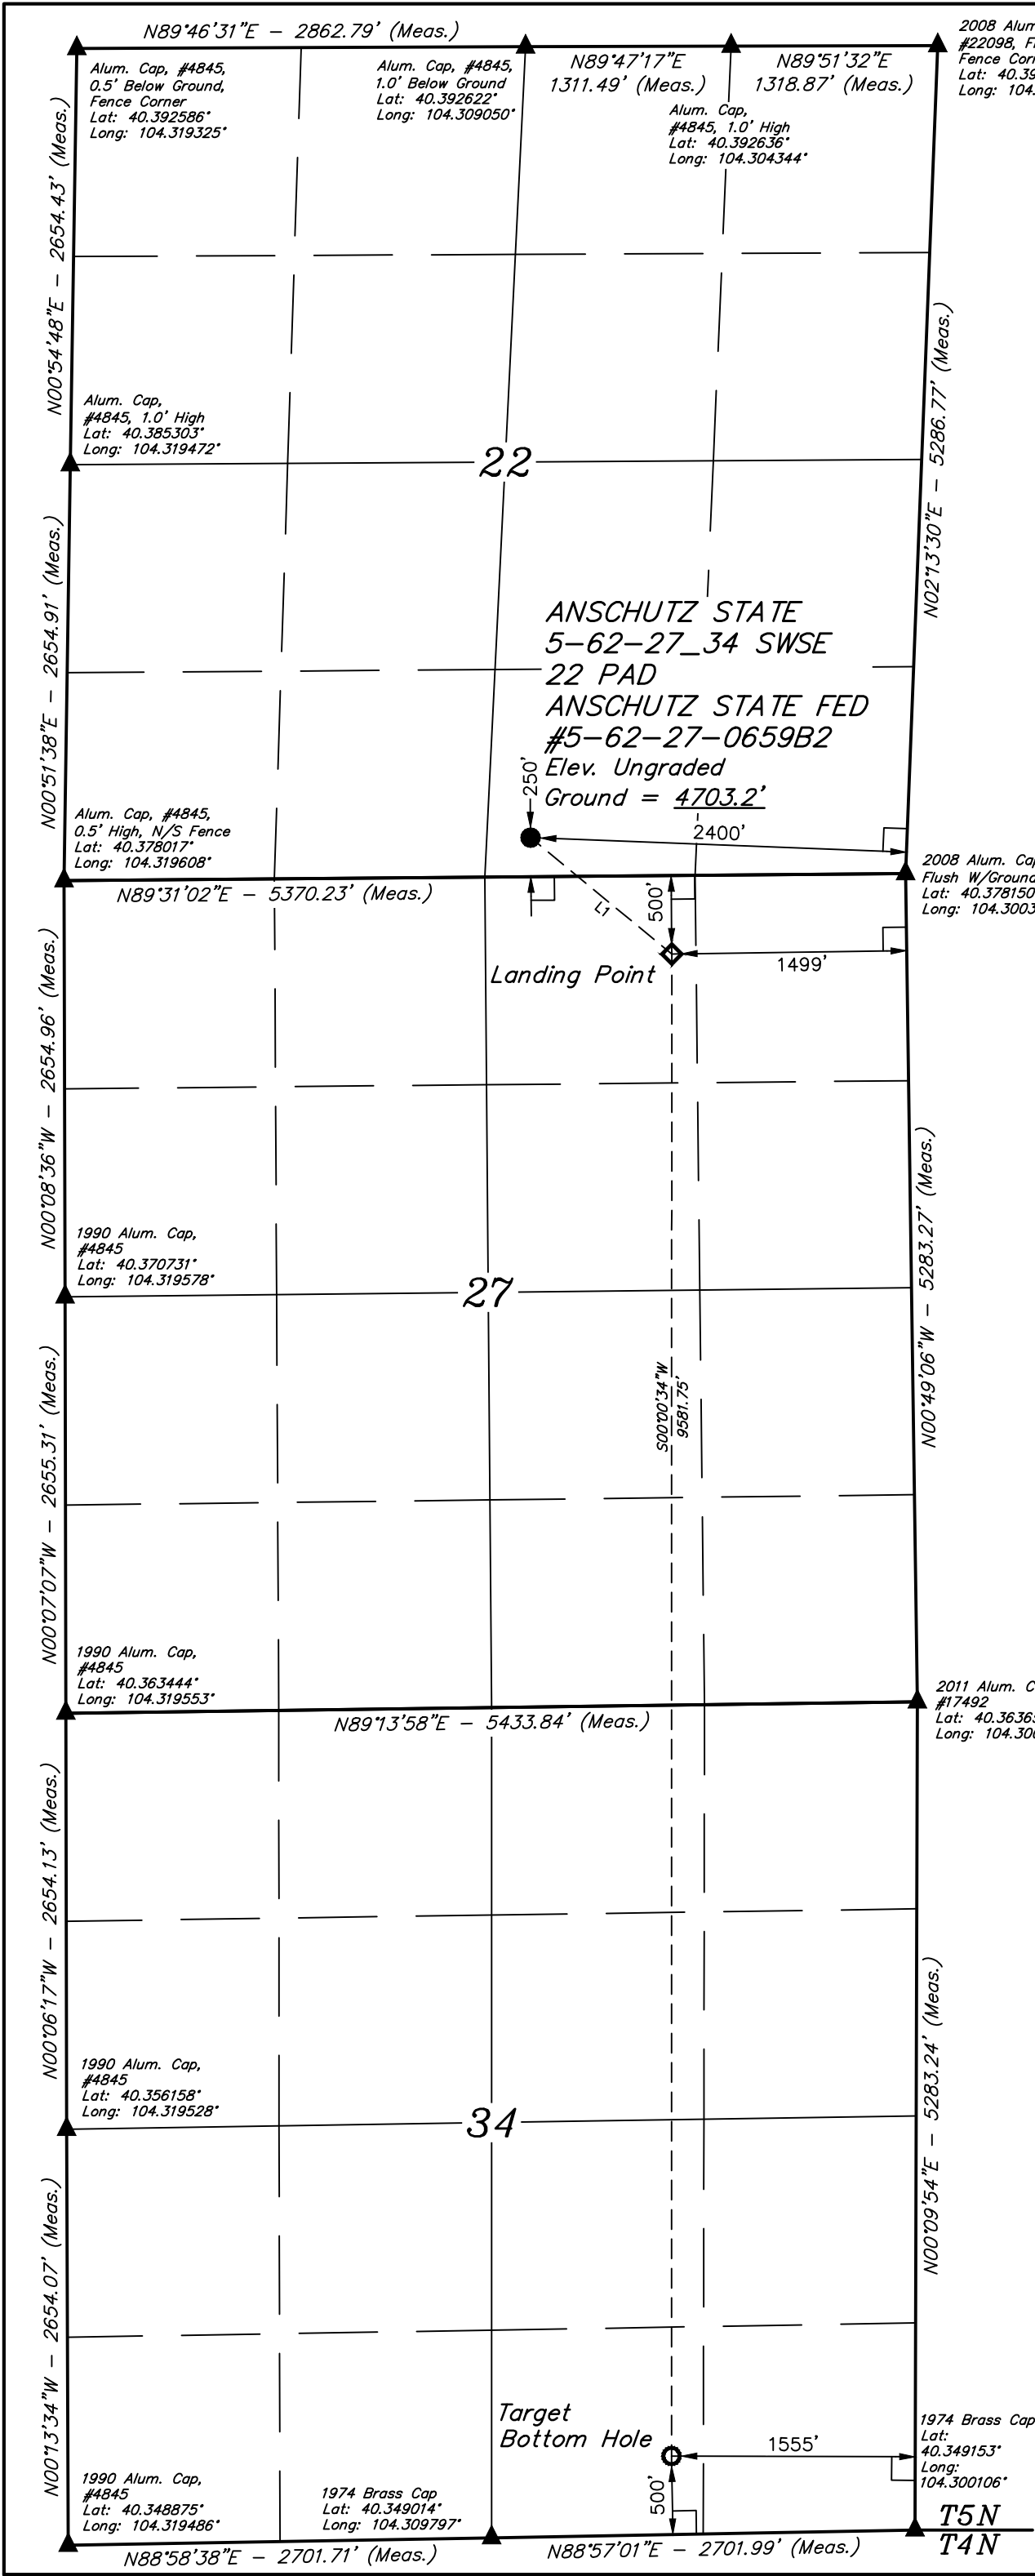 N89°46'31"E - 2862.79' (Meas.)
N89°47'17"E
1311.49' (Meas.)
N89°51'32"E
1318.87' (Meas.)
2008 Alum.
#22098,
Fence
Lat:
Long: 104.
Alum. Cap, #4845,
0.5' Below Ground,
Fence Corner
Lat: 40.392586°
Long: 104.319325°
Alum. Cap, #4845,
1.0' Below Ground
Lat: 40.392622°
Long: 104.309050°
Alum. Cap,
#4845, 1.0' High
Lat: 40.392636°
Long: 104.304344°
N00°54'48"E - 2654.43' (Meas.)
N02°13'30"E - 5286.77' (Meas.)
Alum. Cap,
#4845, 1.0' High
Lat: 40.385303°
Long: 104.319472°
22
N00°51'38"E - 2654.91' (Meas.)
ANSCHUTZ STATE
5-62-27_34 SWSE
22 PAD
ANSCHUTZ STATE FED
#5-62-27-0659B2
Elev. Ungraded
Ground = 4703.2'
250'
2400'
Alum. Cap, #4845,
0.5' High, N/S Fence
Lat: 40.378017°
Long: 104.319608°
2008 Alum. Cap
Flush W/Ground
Lat: 40.378150
Long: 104.3003
N89°31'02"E - 5370.23' (Meas.)
L1
500'
1499'
Landing Point
N00°08'36"W - 2654.96' (Meas.)
N00°49'06"W - 5283.27' (Meas.)
1990 Alum. Cap,
#4845
Lat: 40.370731°
Long: 104.319578°
27
S00°00'34"W
9581.75'
N00°07'07"W - 2655.31' (Meas.)
1990 Alum. Cap,
#4845
Lat: 40.363444°
Long: 104.319553°
2011 Alum.
#17492
Lat:
Long:
N89°13'58"E - 5433.84' (Meas.)
N00°06'17"W - 2654.13' (Meas.)
N00°09'54"E - 5283.24' (Meas.)
1990 Alum. Cap,
#4845
Lat: 40.356158°
Long: 104.319528°
34
N00°13'34"W - 2654.07' (Meas.)
Target
Bottom Hole
1555'
500'
1990 Alum. Cap,
#4845
Lat: 40.348875°
Long: 104.319486°
1974 Brass Cap
Lat: 40.349014°
Long: 104.309797°
1974 Brass Cap
Lat:
40.349153°
Long:
104.300106°
T5N
T4N
N88°58'38"E - 2701.71' (Meas.)
N88°57'01"E - 2701.99' (Meas.)